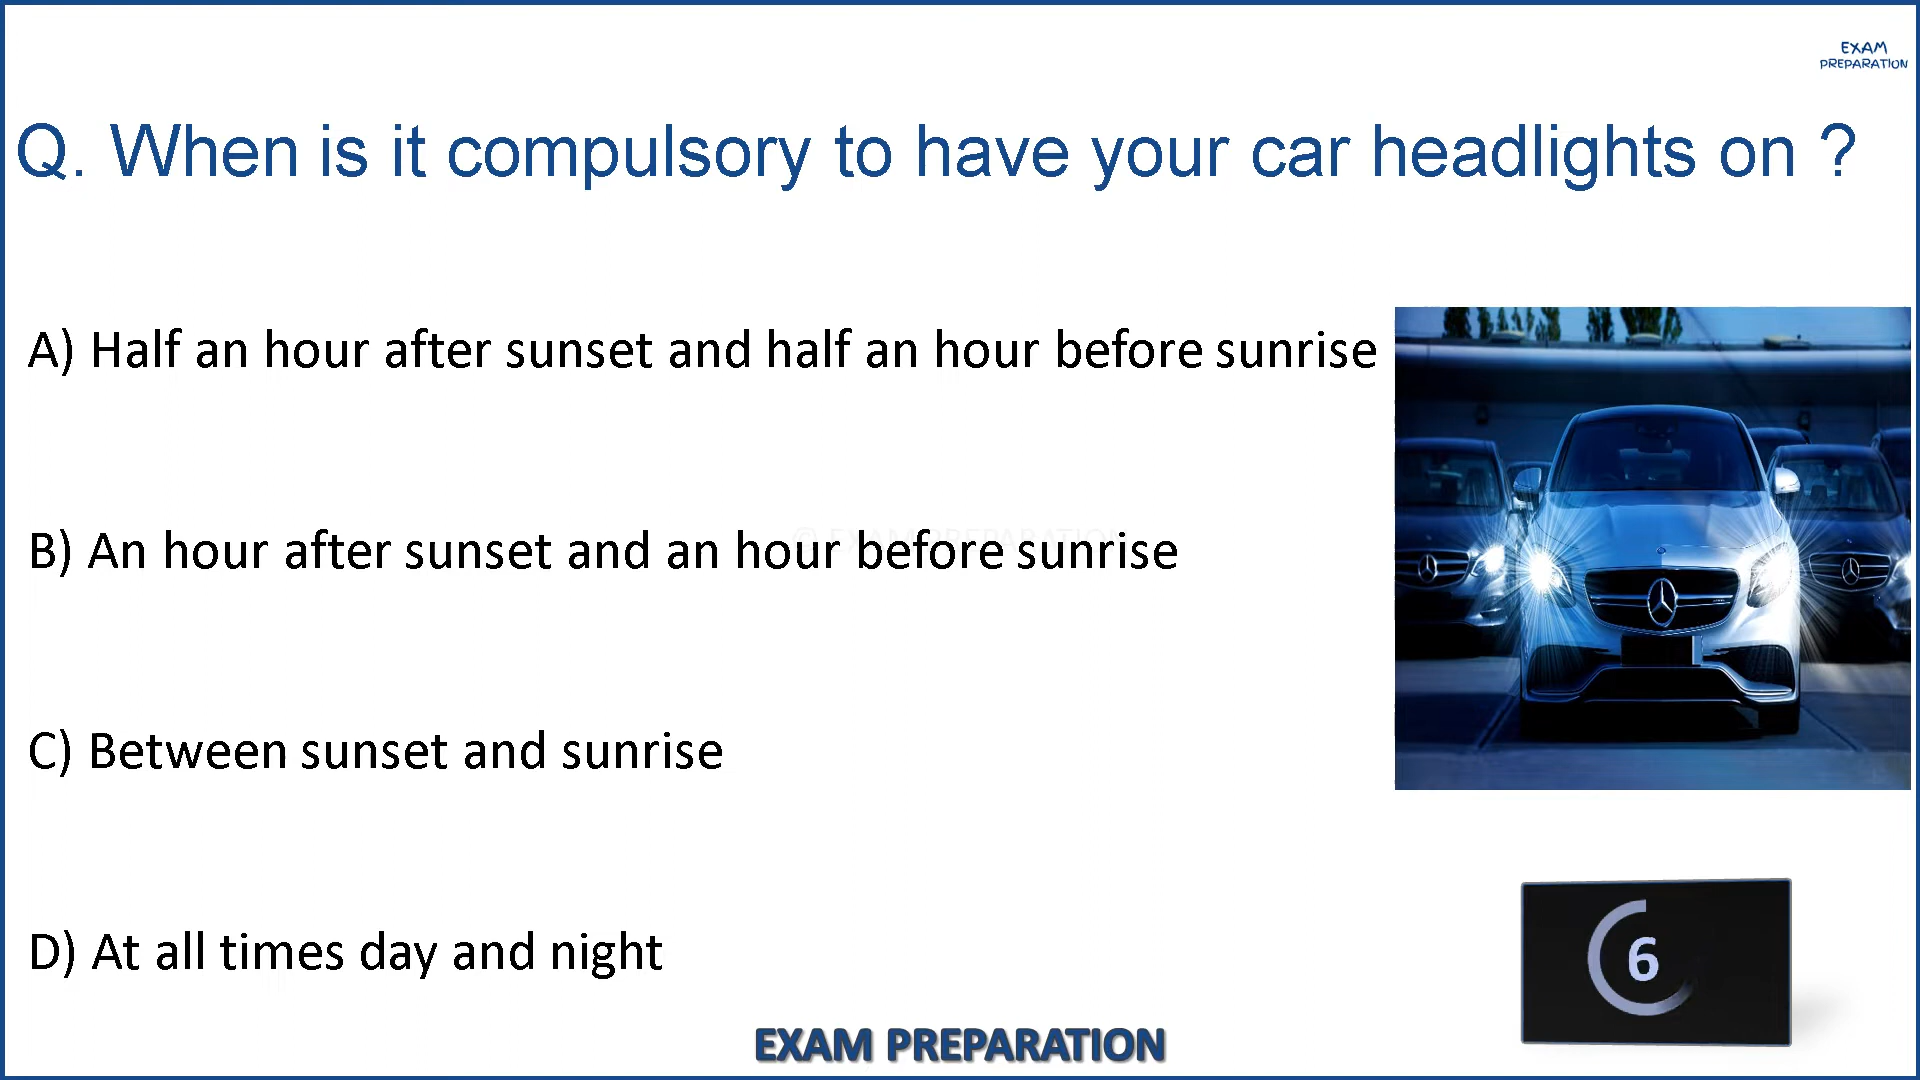 EXAM
PREPARATION
Q. When is it compulsory to have your car headlights on ?
A) Half an hour after sunset and half an hour before sunrise
B) An hour after sunset and an hour before sunrise
© EXAM PREPARATION
C) Between sunset and sunrise
D) At all times day and night
6
EXAM PREPARATION